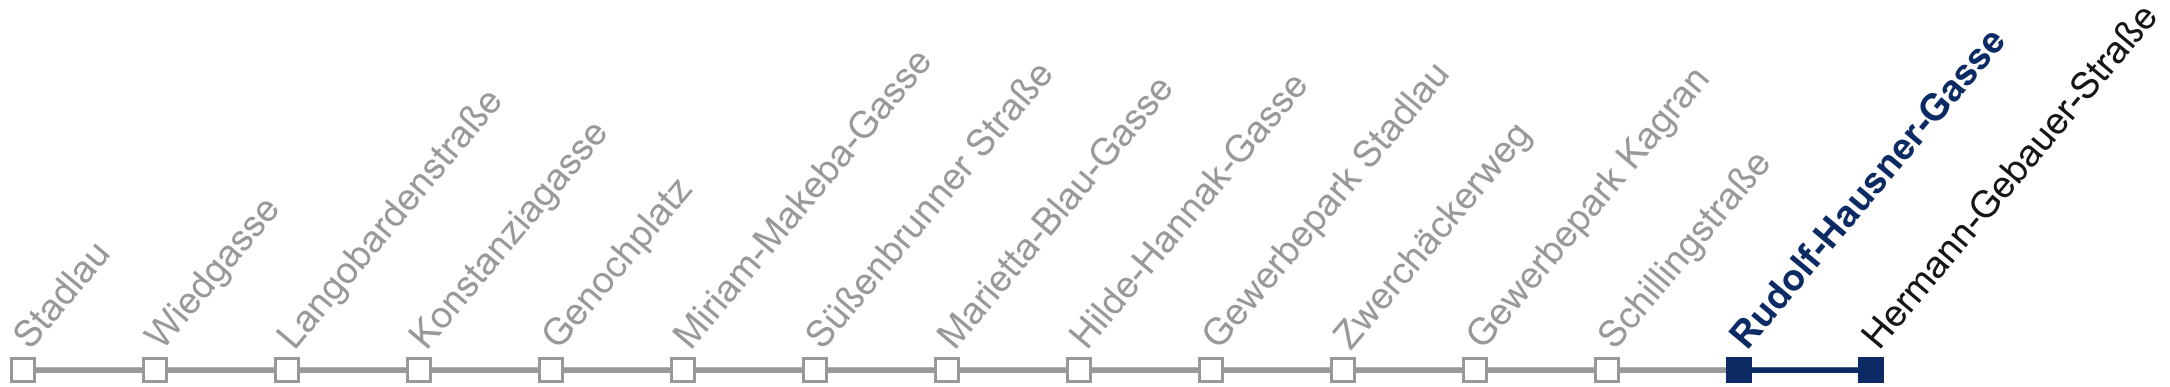 Stadlau
Wiedgasse
Langobardenstraße
Konstanziagasse
Genochplatz
Miriam-Makeba-Gasse
Süßenbrunner Straße
Marietta-Blau-Gasse
Hilde-Hannak-Gasse
Gewerbepark Stadlau
Zwerchäckerweg
Gewerbepark Kagran
Schillingstraße
Rudolf-Hausner-Gasse
Hermann-Gebauer-Straße